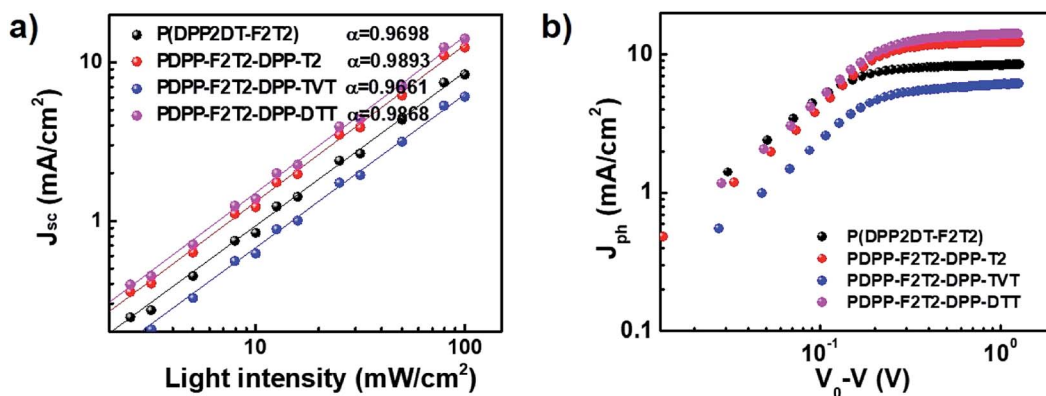 a)
P(DPP2DT-F2T2) α=0.9698
PDPP-F2T2-DPP-T2 α=0.9893
PDPP-F2T2-DPP-TVT α=0.9661
PDPP-F2T2-DPP-DTT α=0.9868
10
1
Jsc (mA/cm²)
10
100
Light intensity (mW/cm²)
b)
10
1
0.1
Jph (mA/cm²)
P(DPP2DT-F2T2)
PDPP-F2T2-DPP-T2
PDPP-F2T2-DPP-TVT
PDPP-F2T2-DPP-DTT
10⁻¹
10⁰
V₀-V (V)